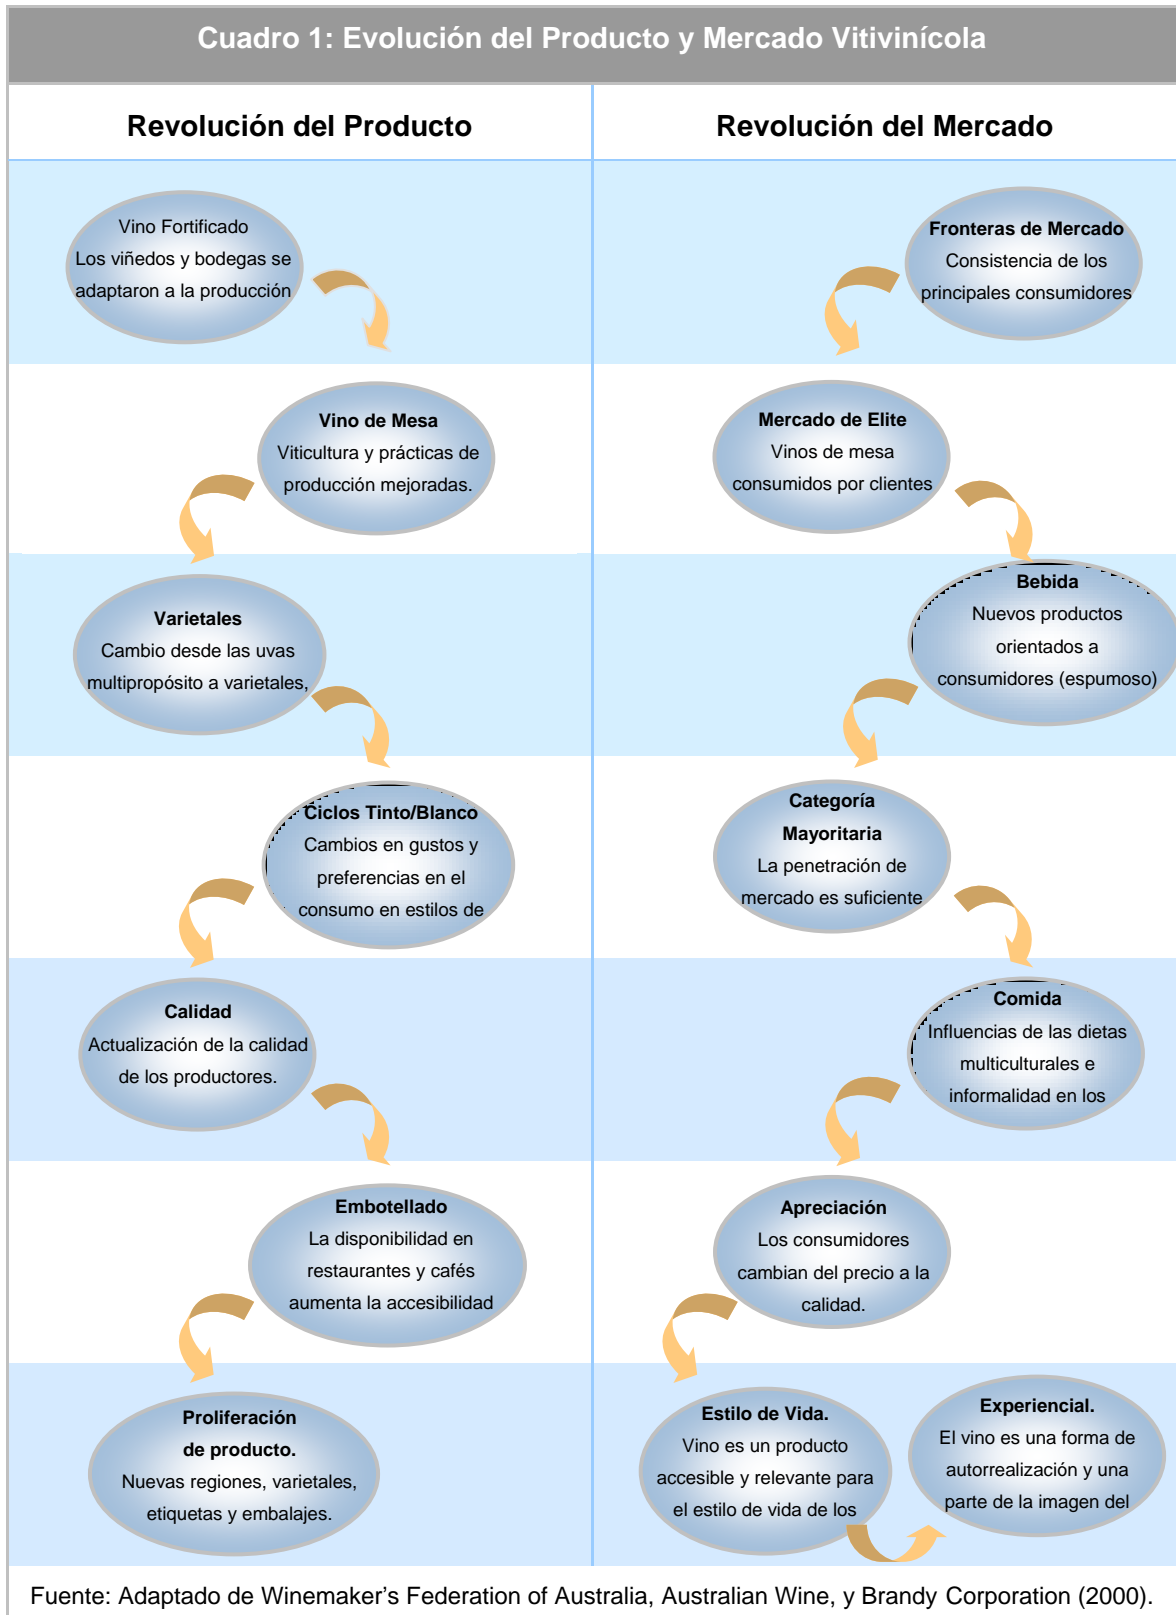 Cuadro 1: Evolución del Producto y Mercado Vitivinícola
Revolución del Producto
Vino Fortificado
Los viñedos y bodegas se
adaptaron a la producción
Vino de Mesa
Viticultura y prácticas de
producción mejoradas.
Varietales
Cambio desde las uvas
multipropósito a varietales,
Ciclos Tinto/Blanco
Cambios en gustos y
preferencias en el
consumo en estilos de
Calidad
Actualización de la calidad
de los productores.
Embotellado
La disponibilidad en
restaurantes y cafés
aumenta la accesibilidad
Proliferación
de producto.
Nuevas regiones, varietales,
etiquetas y embalajes.
Revolución del Mercado
Fronteras de Mercado
Consistencia de los
principales consumidores
Mercado de Elite
Vinos de mesa
consumidos por clientes
Bebida
Nuevos productos
orientados a
consumidores (espumoso)
Categoría
Mayoritaria
La penetración de
mercado es suficiente
Comida
Influencias de las dietas
multiculturales e
informalidad en los
Apreciación
Los consumidores
cambian del precio a la
calidad.
Estilo de Vida.
Vino es un producto
accesible y relevante para
el estilo de vida de los
Experiencial.
El vino es una forma de
autorrealización y una
parte de la imagen del
Fuente: Adaptado de Winemaker’s Federation of Australia, Australian Wine, y Brandy Corporation (2000).